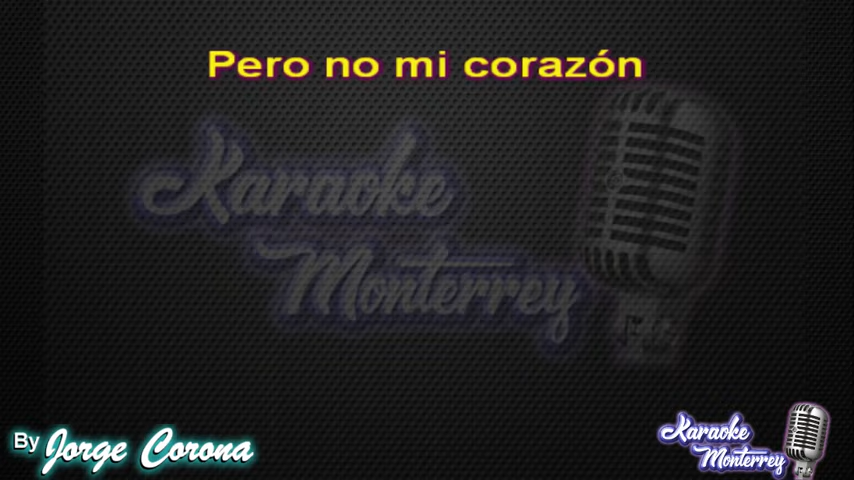 Pero no mi corazón
Karaoke
Monterrey
By Jorge Corona
Karaoke
Monterrey